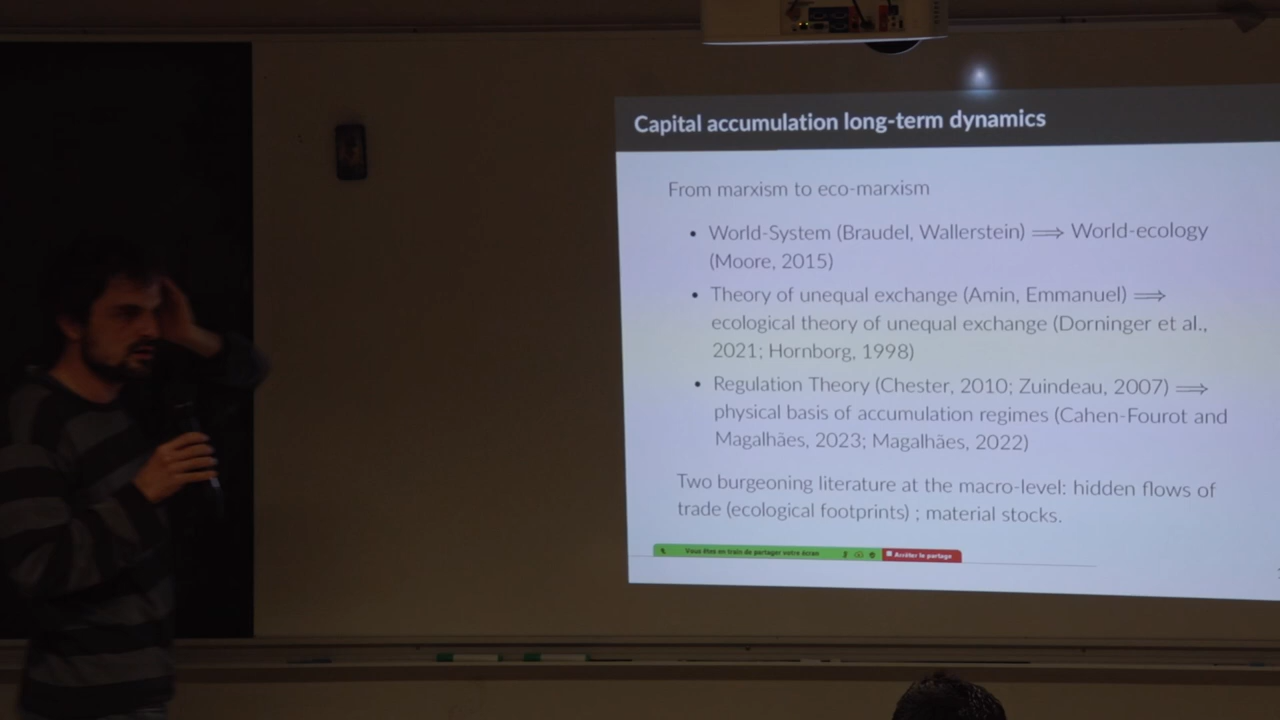 Capital accumulation long-term dynamics
From marxism to eco-marxism
• World-System (Braudel, Wallerstein) ⟹ World-ecology
(Moore, 2015)
• Theory of unequal exchange (Amin, Emmanuel) ⟹
ecological theory of unequal exchange (Dorninger et al.,
2021; Hornborg, 1998)
• Regulation Theory (Chester, 2010; Zuindeau, 2007) ⟹
physical basis of accumulation regimes (Cahen-Fourot and
Magalhães, 2023; Magalhães, 2022)
Two burgeoning literature at the macro-level: hidden flows of
trade (ecological footprints) ; material stocks.
Vous êtes en train de partager votre écran
Arrêter le partage